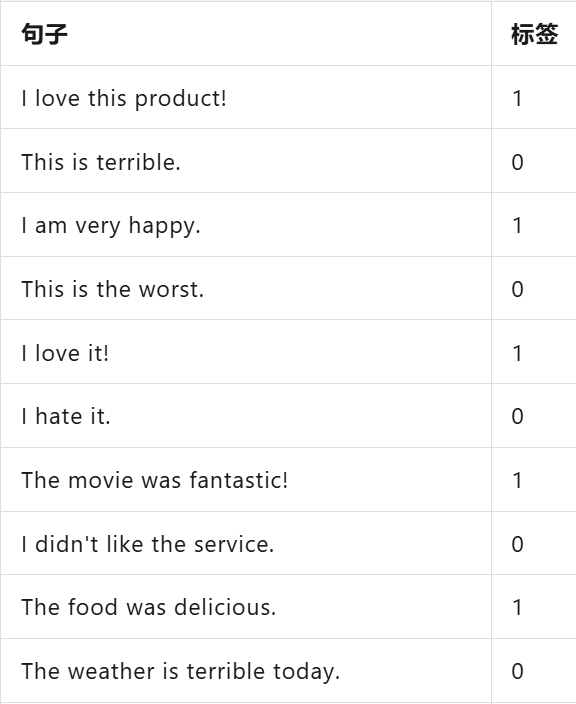 句子 标签
I love this product! 1
This is terrible. 0
I am very happy. 1
This is the worst. 0
I love it! 1
I hate it. 0
The movie was fantastic! 1
I didn't like the service. 0
The food was delicious. 1
The weather is terrible today. 0